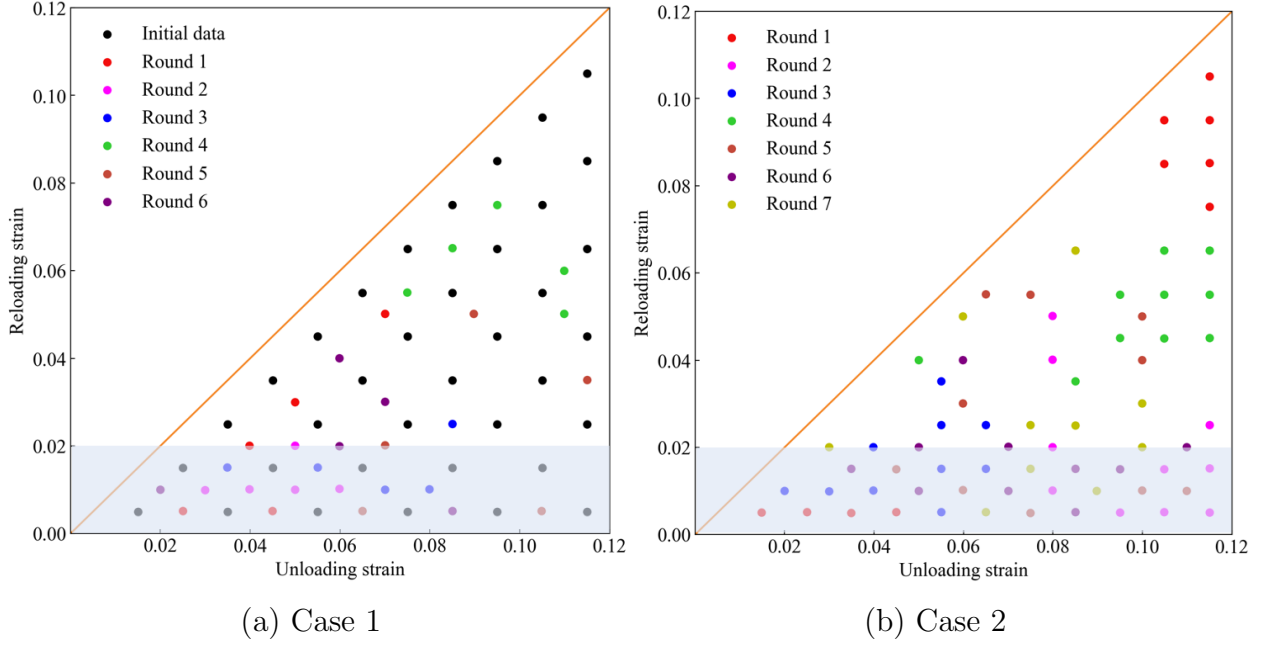 0.12
0.10
0.08
0.06
0.04
0.02
0.00
Reloading strain
Initial data
Round 1
Round 2
Round 3
Round 4
Round 5
Round 6
0.02
0.04
0.06
0.08
0.10
0.12
Unloading strain
(a) Case 1
0.12
0.10
0.08
0.06
0.04
0.02
0.00
Reloading strain
Round 1
Round 2
Round 3
Round 4
Round 5
Round 6
Round 7
0.02
0.04
0.06
0.08
0.10
0.12
Unloading strain
(b) Case 2